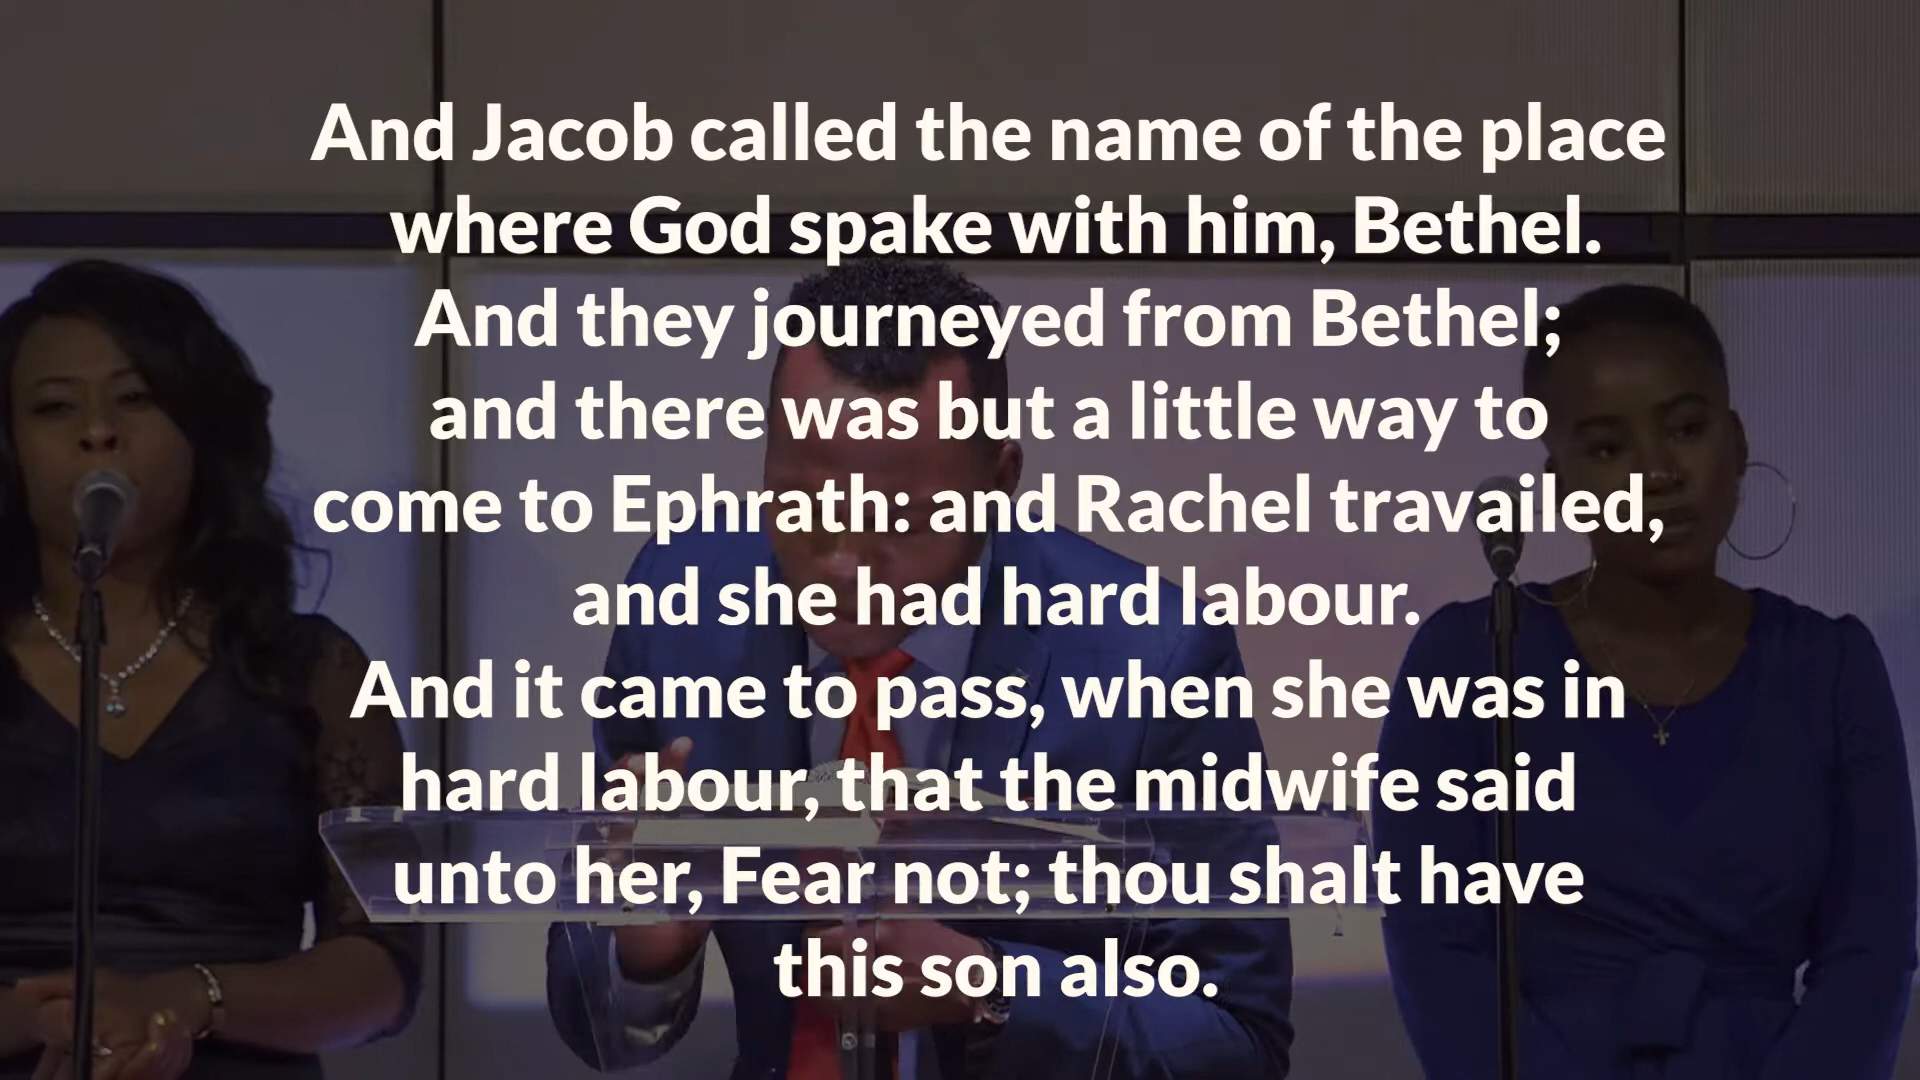 And Jacob called the name of the place
where God spake with him, Bethel.
And they journeyed from Bethel;
and there was but a little way to
come to Ephrath: and Rachel travailed,
and she had hard labour.
And it came to pass, when she was in
hard labour, that the midwife said
unto her, Fear not; thou shalt have
this son also.